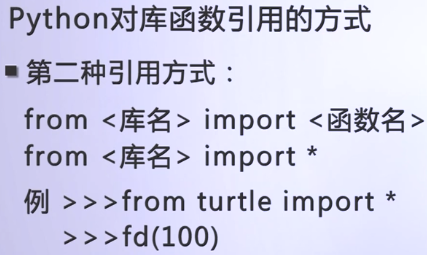 Python对库函数引用的方式
■ 第二种引用方式：
from <库名> import <函数名>
from <库名> import *
例 >>>from turtle import *
>>>fd(100)